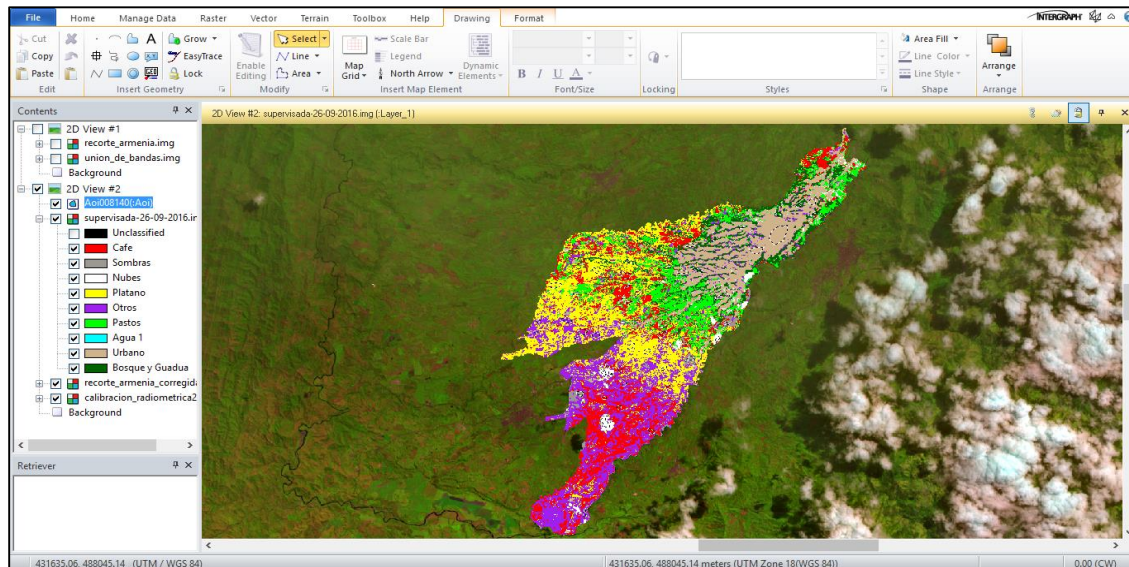 File Home Manage Data Raster Vector Terrain Toolbox Help Drawing Format INTERGRAPH
Cut Grow Select Scale Bar Area Fill
Copy EasyTrace Enable Editing Line Map Grid Legend Dynamic Elements Line Color Arrange
Paste Lock Area North Arrow B I U A Line Style
Edit Insert Geometry Modify Insert Map Element Font/Size Locking Styles Shape Arrange
Contents
2D View #2: supervisada-26-09-2016.img (:Layer_1)
2D View #1
recorte_armenia.img
union_de_bandas.img
Background
2D View #2
Aoi008140(:Aoi)
supervisada-26-09-2016.ir
Unclassified
Cafe
Sombras
Nubes
Platano
Otros
Pastos
Agua 1
Urbano
Bosque y Guadua
recorte_armenia_corregid
calibracion_radiometrica2
Background
Retriever
431635.06, 488045.14 (UTM / WGS 84) 431635.06, 488045.14 meters (UTM Zone 18(WGS 84)) 0.00 (CW)